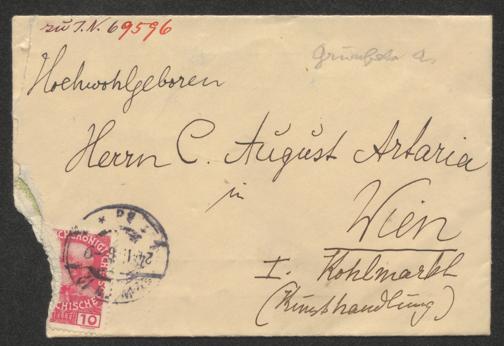 zu I.N. 69596
Hochwohlgeboren
Herrn C. August Artaria
in
Wien
I. Kohlmarkt
(Kunsthandlung)
10